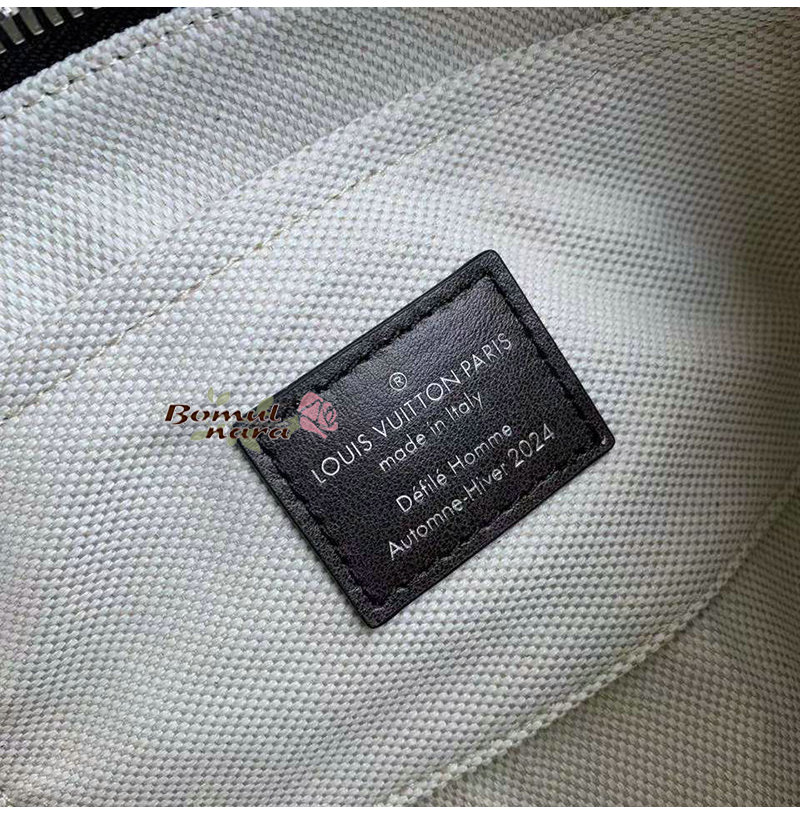 Bomul
nara
®
LOUIS VUITTON PARIS
made in Italy
Défilé Homme
Automne-Hiver 2024